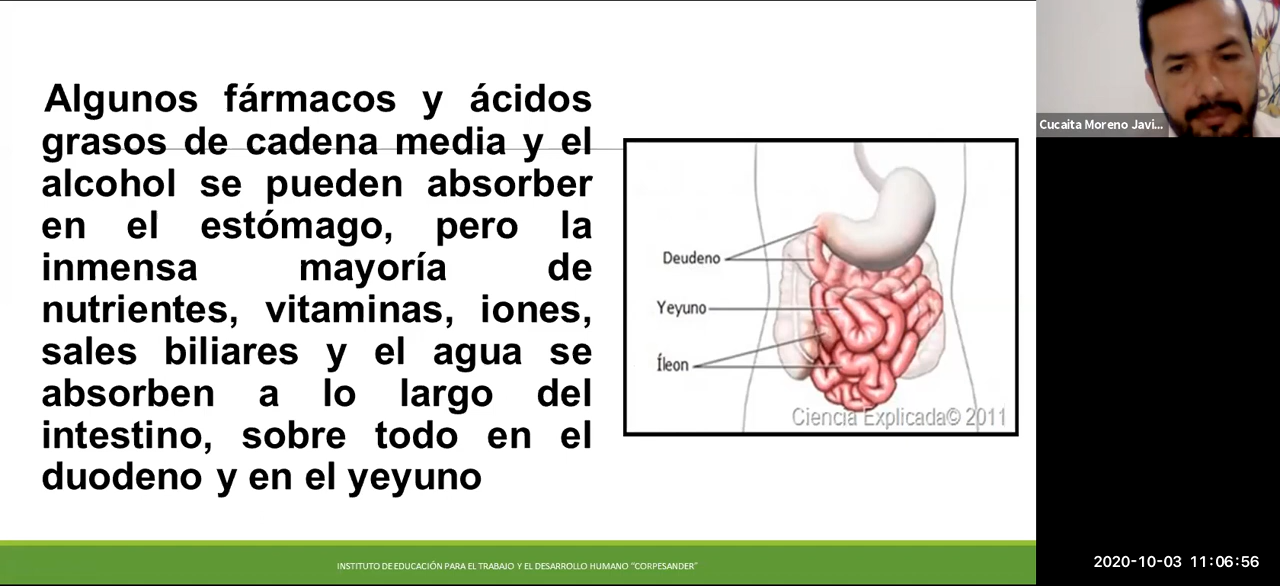 Algunos fármacos y ácidos
grasos de cadena media y el
alcohol se pueden absorber
en el estómago, pero la
inmensa mayoría de
nutrientes, vitaminas, iones,
sales biliares y el agua se
absorben a lo largo del
intestino, sobre todo en el
duodeno y en el yeyuno
Deudeno
Yeyuno
Íleon
Ciencia Explicada© 2011
INSTITUTO DE EDUCACIÓN PARA EL TRABAJO Y EL DESARROLLO HUMANO "CORPESANDER"
Cucaita Moreno Javi...
2020-10-03 11:06:56